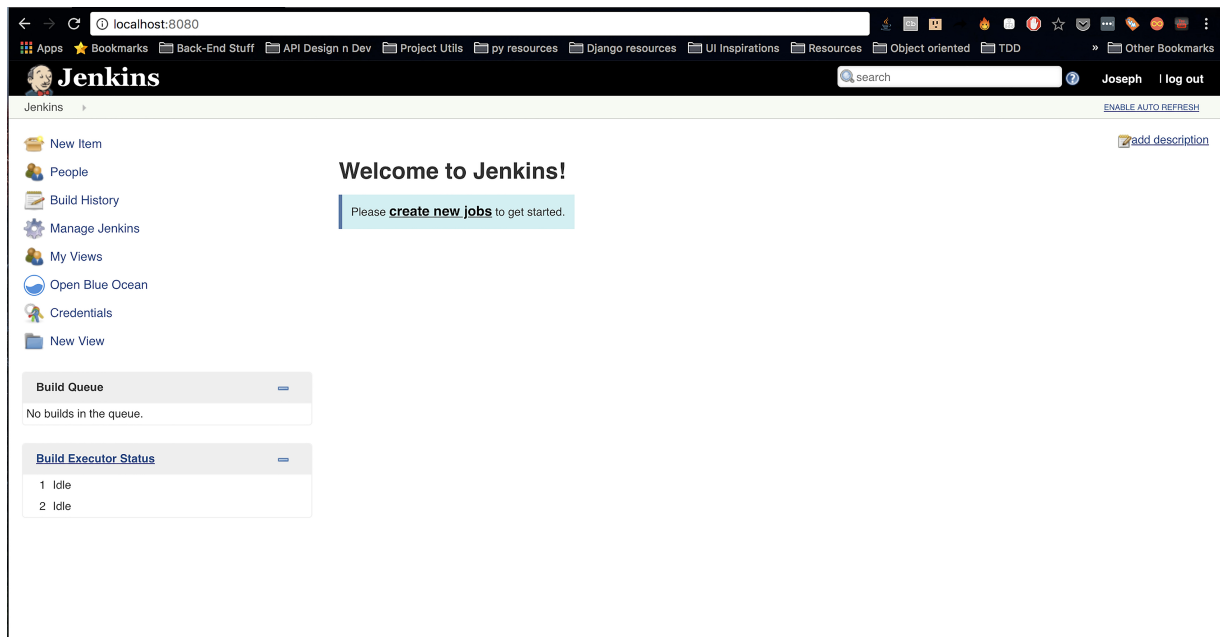 localhost:8080
Apps Bookmarks Back-End Stuff API Design n Dev Project Utils py resources Django resources UI Inspirations Resources Object oriented TDD » Other Bookmarks
Jenkins search Joseph | log out
Jenkins ENABLE AUTO REFRESH
add description
New Item
People
Build History
Manage Jenkins
My Views
Open Blue Ocean
Credentials
New View
Welcome to Jenkins!
Please create new jobs to get started.
Build Queue
No builds in the queue.
Build Executor Status
1 Idle
2 Idle